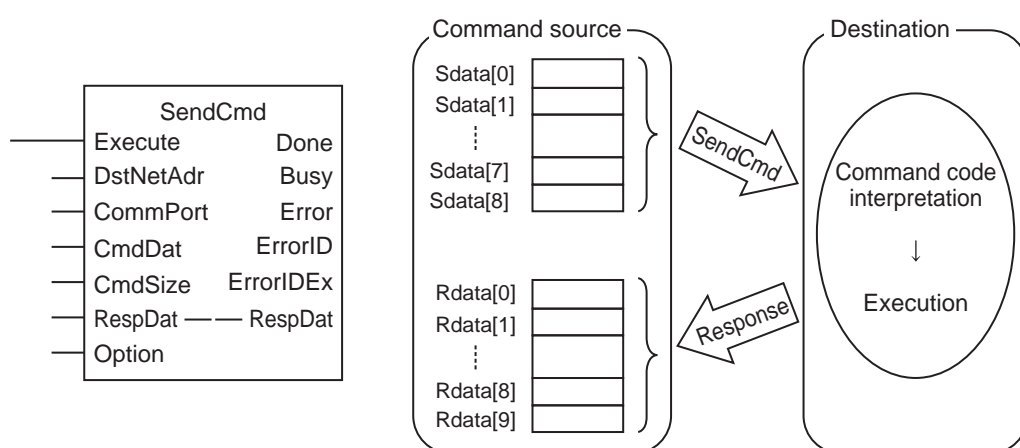 SendCmd
Execute Done
DstNetAdr Busy
CommPort Error
CmdDat ErrorID
CmdSize ErrorIDEx
RespDat RespDat
Option
Command source
Sdata[0]
Sdata[1]
Sdata[7]
Sdata[8]
Rdata[0]
Rdata[1]
Rdata[8]
Rdata[9]
SendCmd
Response
Destination
Command code
interpretation
↓
Execution